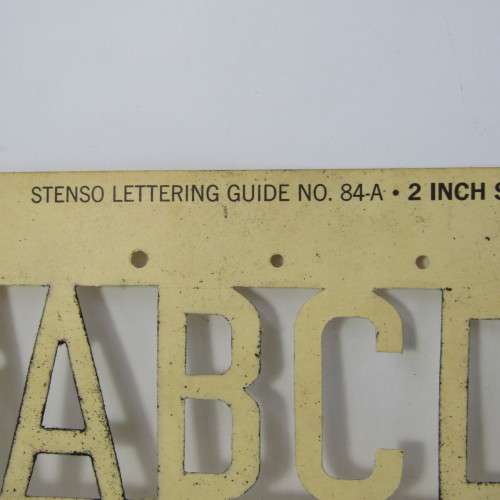 STENSO LETTERING GUIDE NO. 84-A • 2 INCH
ABC